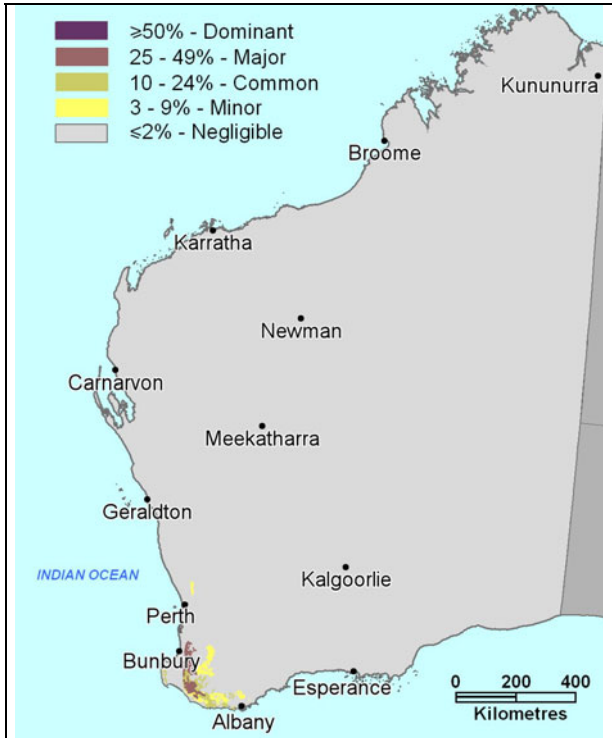 ≥50% - Dominant
25 - 49% - Major
10 - 24% - Common
3 - 9% - Minor
≤2% - Negligible
Kununurra
Broome
Karratha
Newman
Carnarvon
Meekatharra
Geraldton
INDIAN OCEAN
Kalgoorlie
Perth
Bunbury
Esperance
Albany
0 200 400
Kilometres